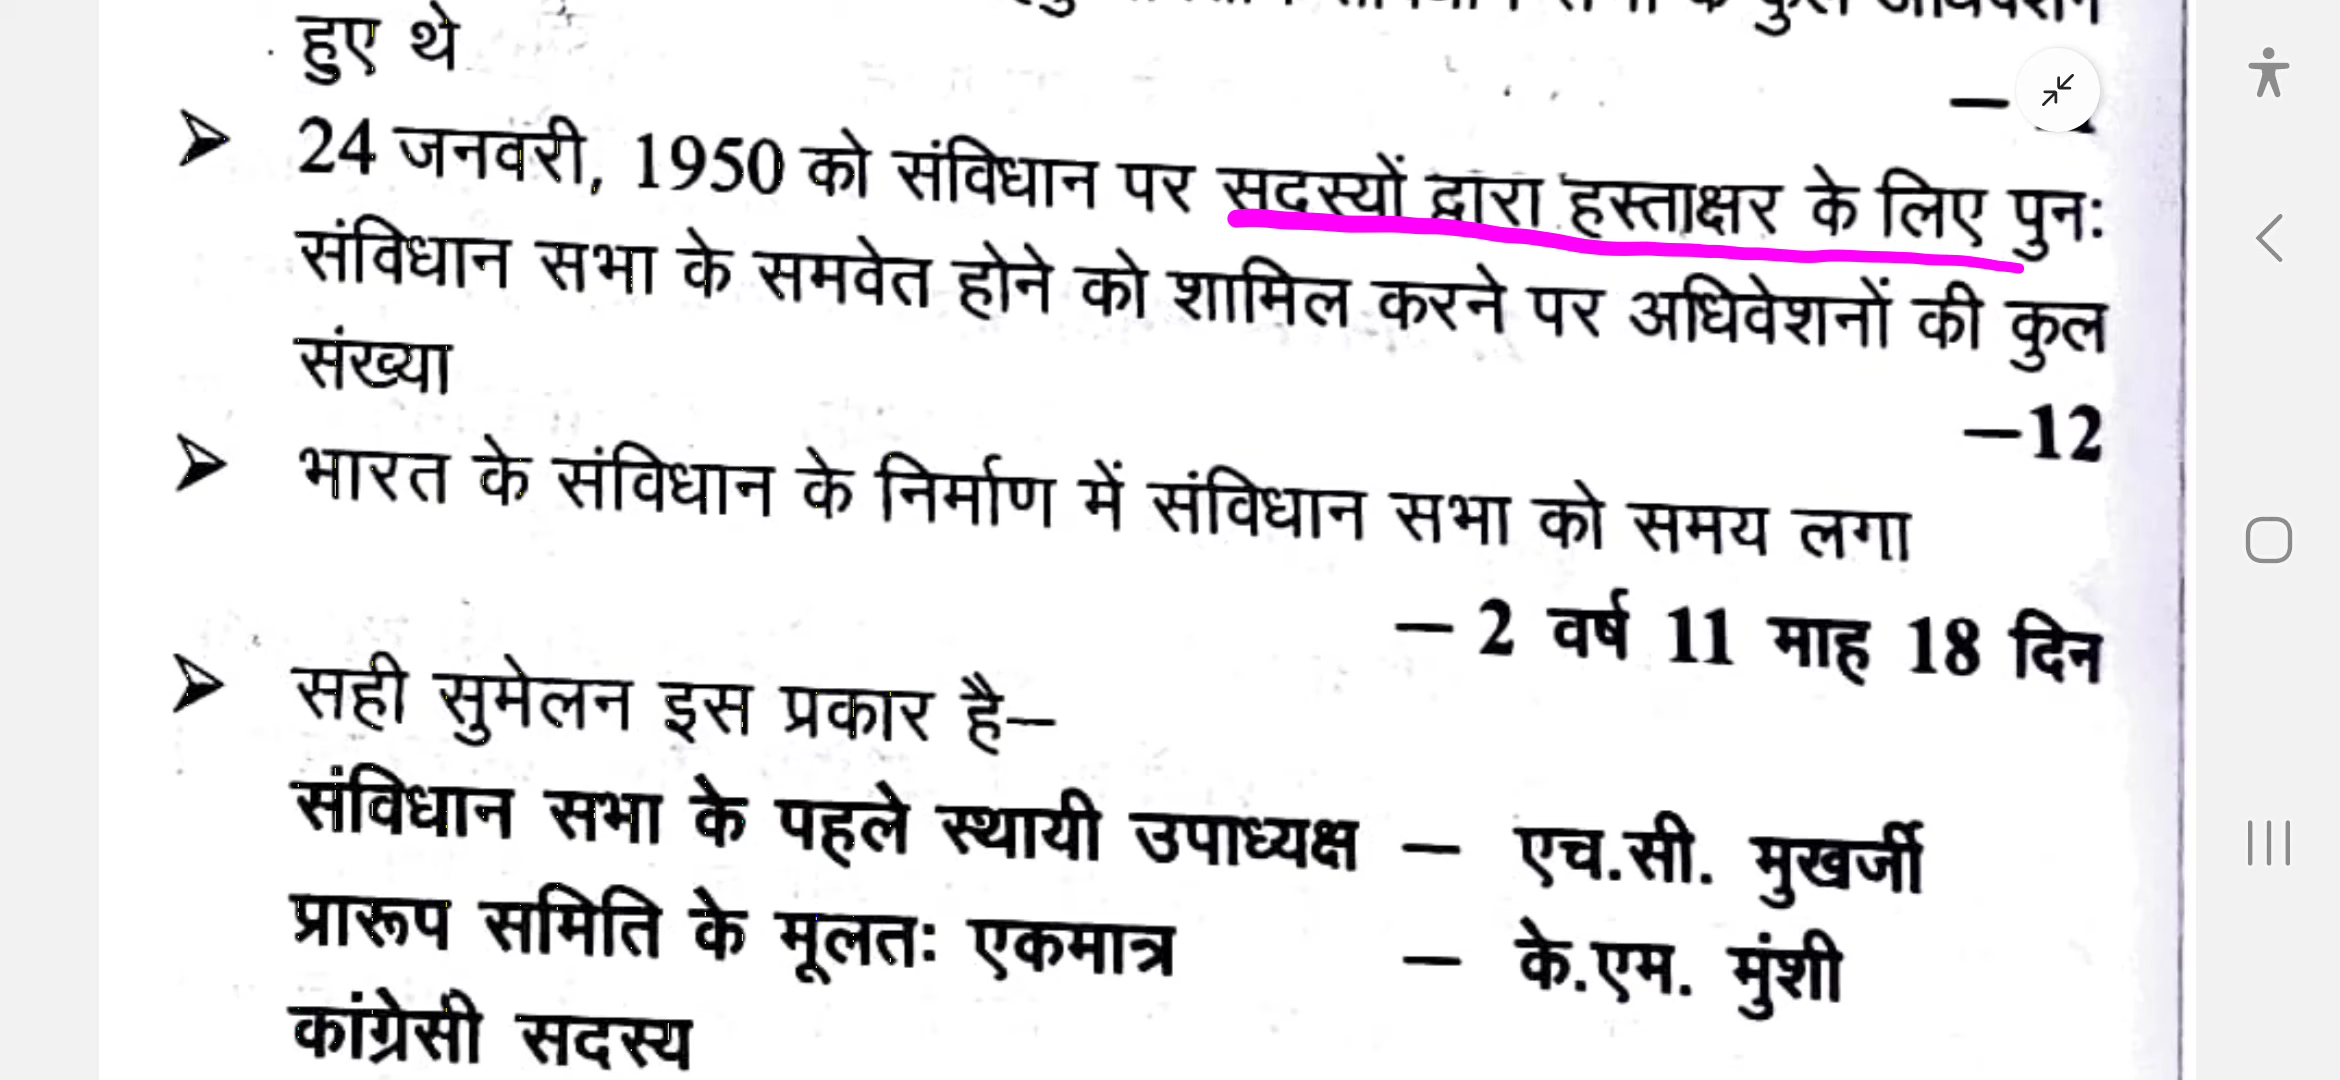 हुए थे
—
➤ 24 जनवरी, 1950 को संविधान पर सदस्यों द्वारा हस्ताक्षर के लिए पुनः
संविधान सभा के समवेत होने को शामिल करने पर अधिवेशनों की कुल
संख्या
—12
➤ भारत के संविधान के निर्माण में संविधान सभा को समय लगा
— 2 वर्ष 11 माह 18 दिन
➤ सही सुमेलन इस प्रकार है—
संविधान सभा के पहले स्थायी उपाध्यक्ष — एच.सी. मुखर्जी
प्रारूप समिति के मूलतः एकमात्र — के.एम. मुंशी
कांग्रेसी सदस्य